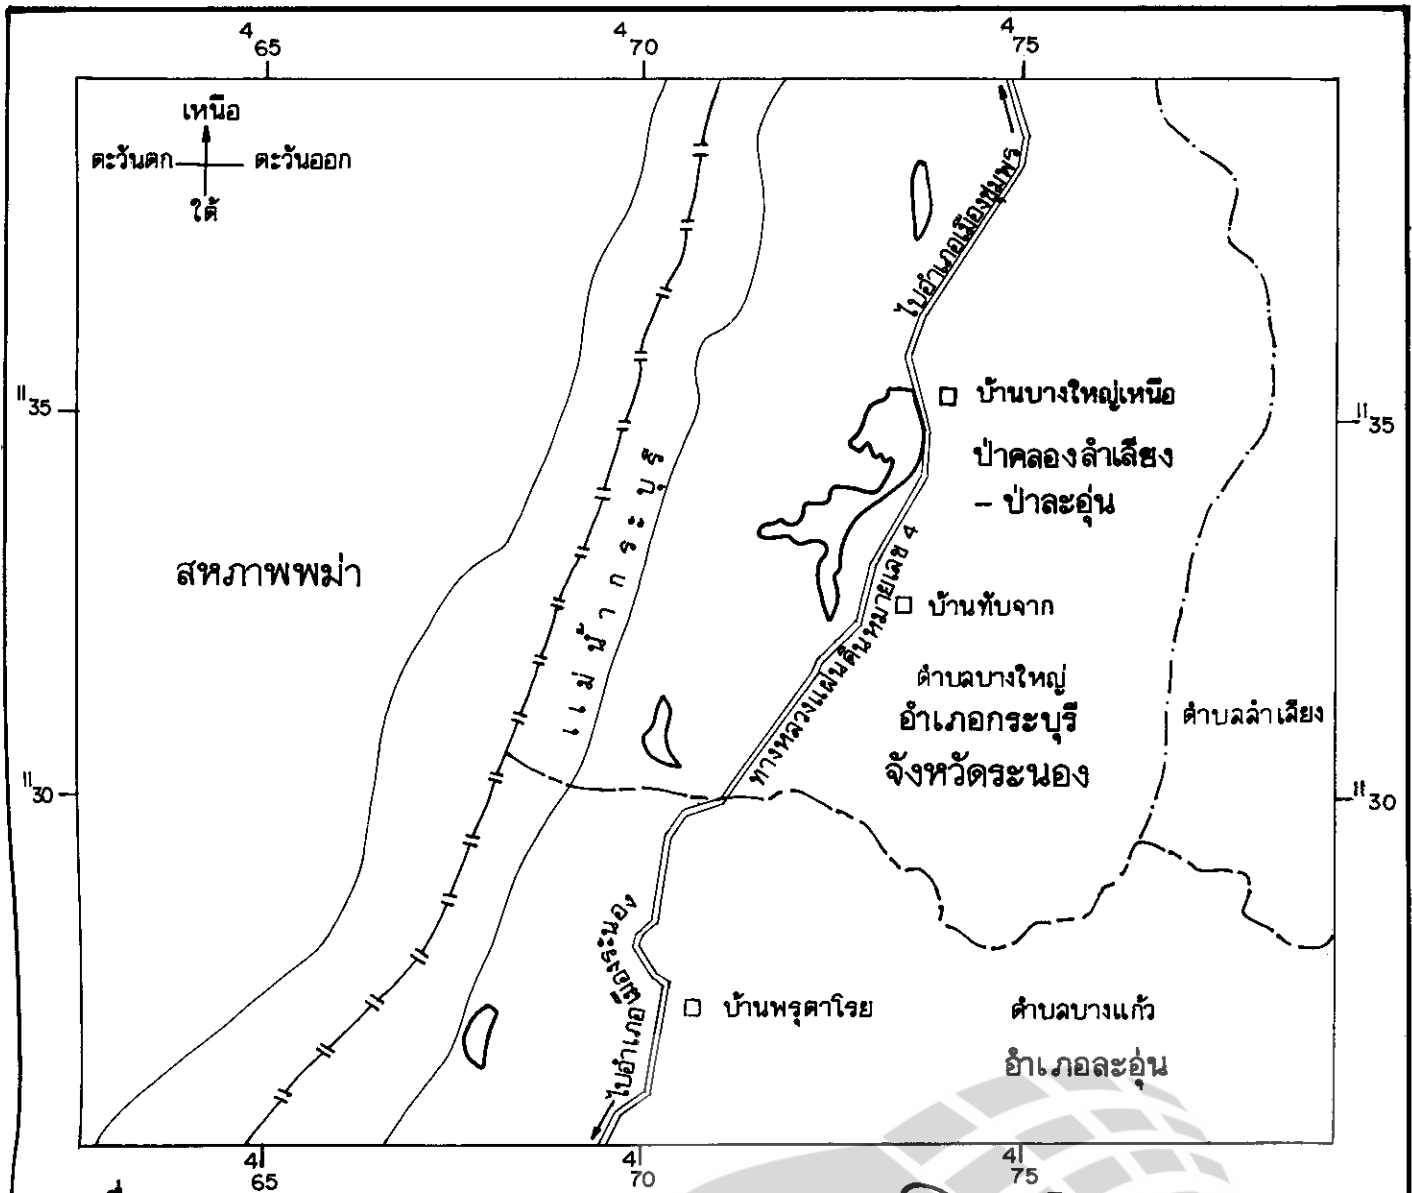 4 65
4 70
4 75
เหนือ
ตะวันตก
ตะวันออก
ใต้
ไปอำเภอเมืองชุมพร
11 35
11 35
บ้านบางใหญ่เหนือ
ป่าคลองลำเลียง
- ป่าละอุ่น
แม่น้ำกระบุรี
สหภาพพม่า
ทางหลวงแผ่นดินหมายเลข 4
บ้านทับจาก
ตำบลบางใหญ่
อำเภอกระบุรี
จังหวัดระนอง
ตำบลลำเลียง
11 30
11 30
ไปอำเภอเมืองระนอง
บ้านพรุตาโรย
ตำบลบางแก้ว
อำเภอละอุ่น
4 65
4 70
4 75